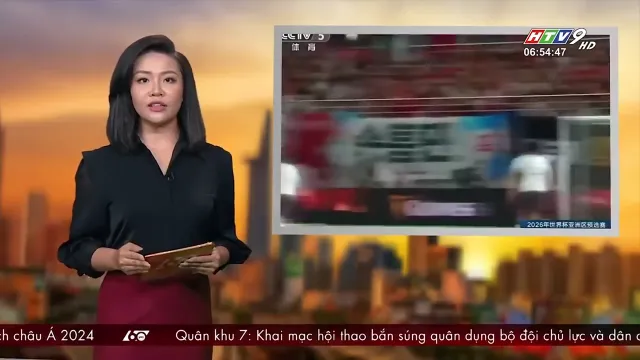 CCTV 5
体育
HTV9 HD
06:54:47
2026年世界杯亚洲区预选赛
ch châu Á 2024 60 Quân khu 7: Khai mạc hội thao bắn súng quân dụng bộ đội chủ lực và dân